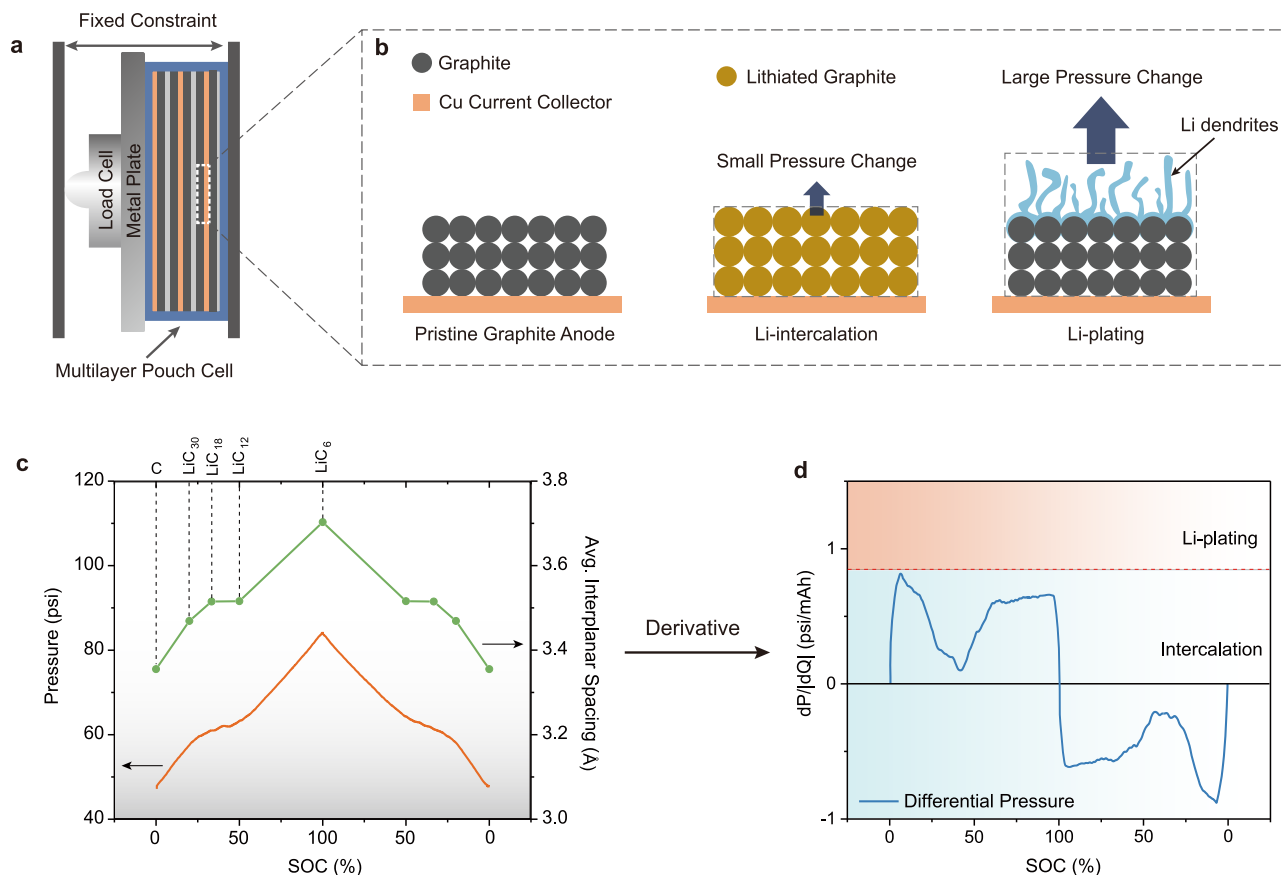 a
Fixed Constraint
Load Cell
Metal Plate
Multilayer Pouch Cell
b
Graphite
Cu Current Collector
Lithiated Graphite
Large Pressure Change
Li dendrites
Small Pressure Change
Pristine Graphite Anode
Li-intercalation
Li-plating
c
C
LiC₃₀
LiC₁₈
LiC₁₂
LiC₆
120
100
80
60
40
Pressure (psi)
3.8
3.6
3.4
3.2
3.0
Avg. Interplanar Spacing (Å)
0
50
100
50
0
SOC (%)
Derivative
d
1
0
-1
dP/|dQ| (psi/mAh)
Li-plating
Intercalation
Differential Pressure
0
50
100
50
0
SOC (%)